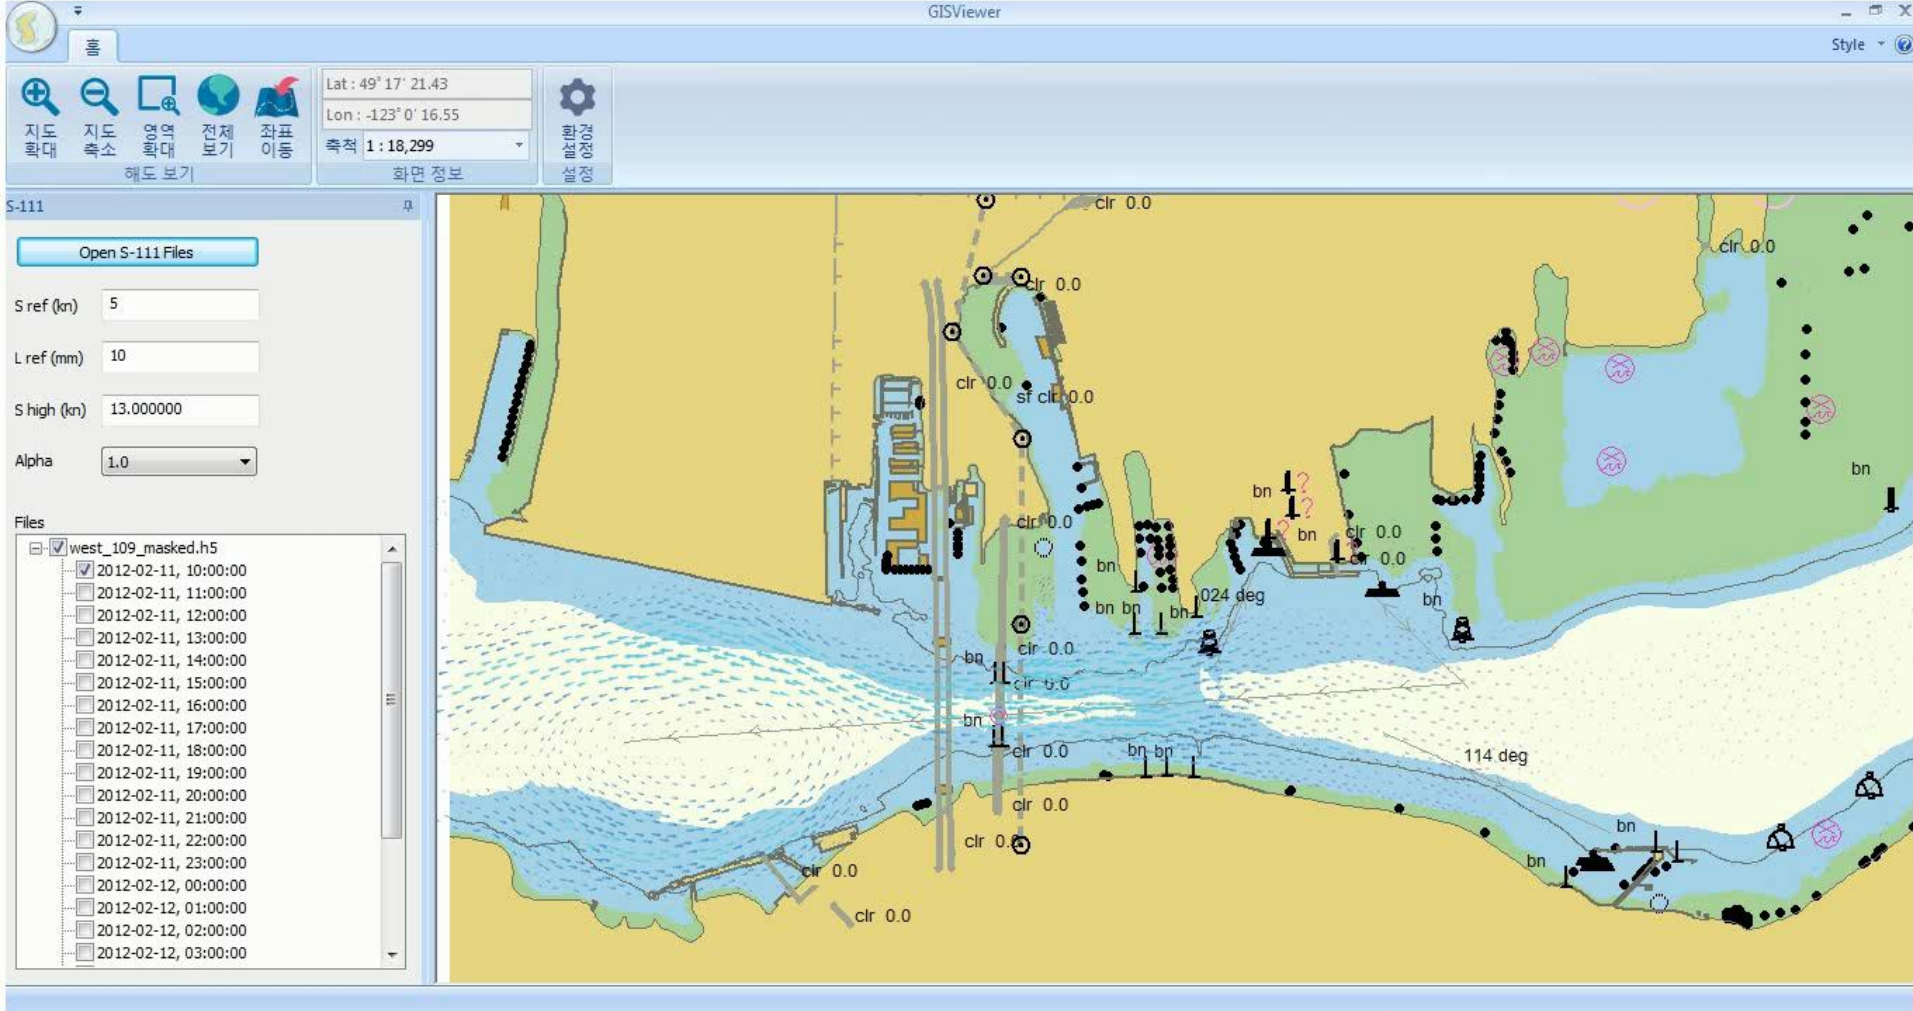 GISViewer
홈
Style
지도 확대
지도 축소
영역 확대
전체 보기
좌표 이동
해도 보기
Lat : 49° 17' 21.43
Lon : -123° 0' 16.55
축척 1 : 18,299
화면 정보
환경 설정
설정
S-111
Open S-111 Files
S ref (kn) 5
L ref (mm) 10
S high (kn) 13.000000
Alpha 1.0
Files
west_109_masked.h5
2012-02-11, 10:00:00
2012-02-11, 11:00:00
2012-02-11, 12:00:00
2012-02-11, 13:00:00
2012-02-11, 14:00:00
2012-02-11, 15:00:00
2012-02-11, 16:00:00
2012-02-11, 17:00:00
2012-02-11, 18:00:00
2012-02-11, 19:00:00
2012-02-11, 20:00:00
2012-02-11, 21:00:00
2012-02-11, 22:00:00
2012-02-11, 23:00:00
2012-02-12, 00:00:00
2012-02-12, 01:00:00
2012-02-12, 02:00:00
2012-02-12, 03:00:00
clr 0.0
clr 0.0
clr 0.0
clr 0.0
sf clr 0.0
bn
bn ?
?
clr 0.0
? bn clr 0.0
clr 0.0
bn
024 deg
bn
bn bn bn
clr 0.0
bn
clr 0.0
bn
clr 0.0
bn bn
114 deg
clr 0.0
bn
clr 0.0
bn
clr 0.0
clr 0.0